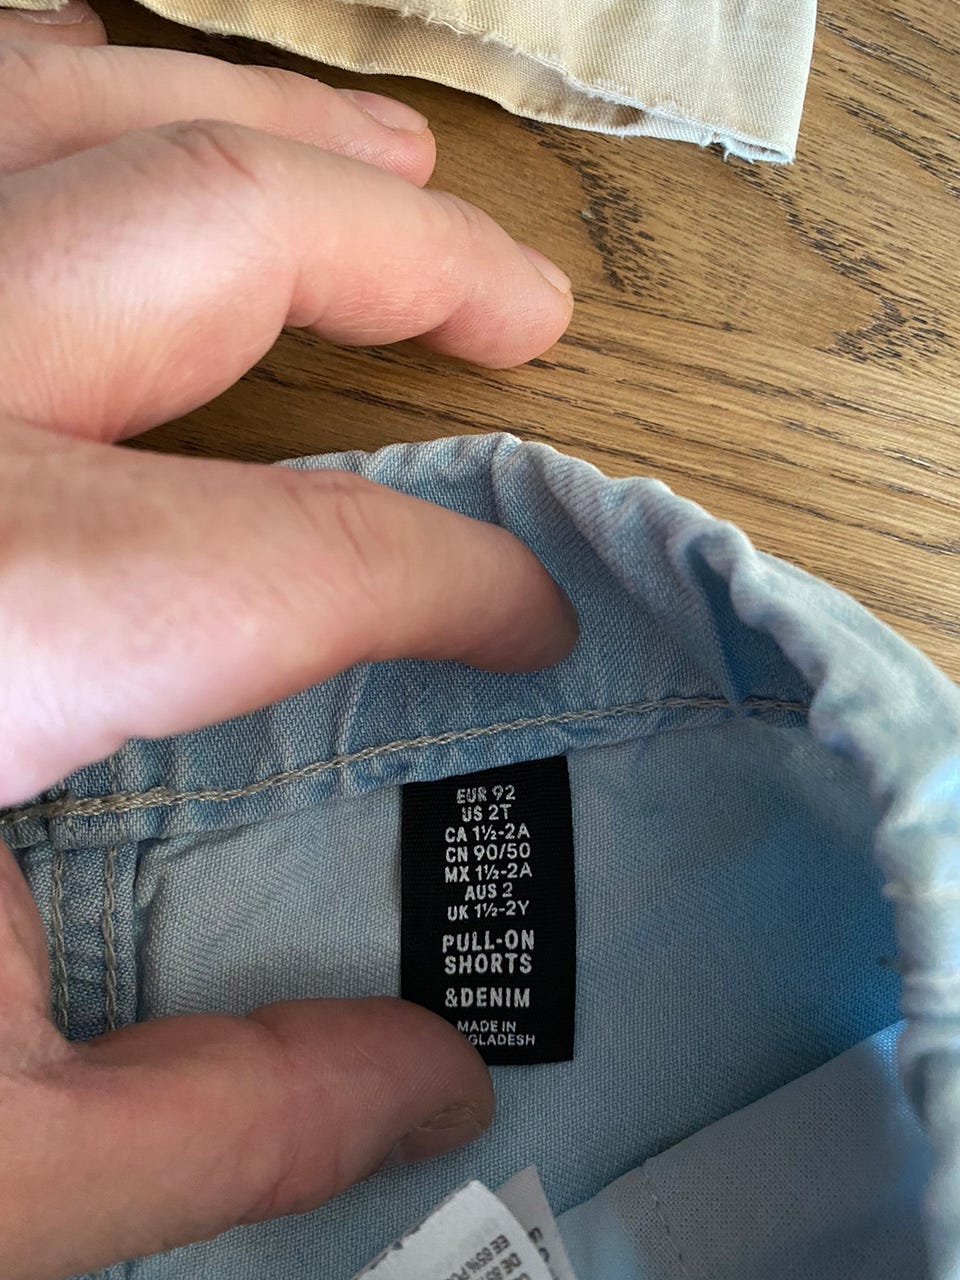 EUR 92
US 2T
CA 1½-2A
CN 90/50
MX 1½-2A
AUS 2
UK 1½-2Y
PULL-ON
SHORTS
&DENIM
MADE IN
GLADESH